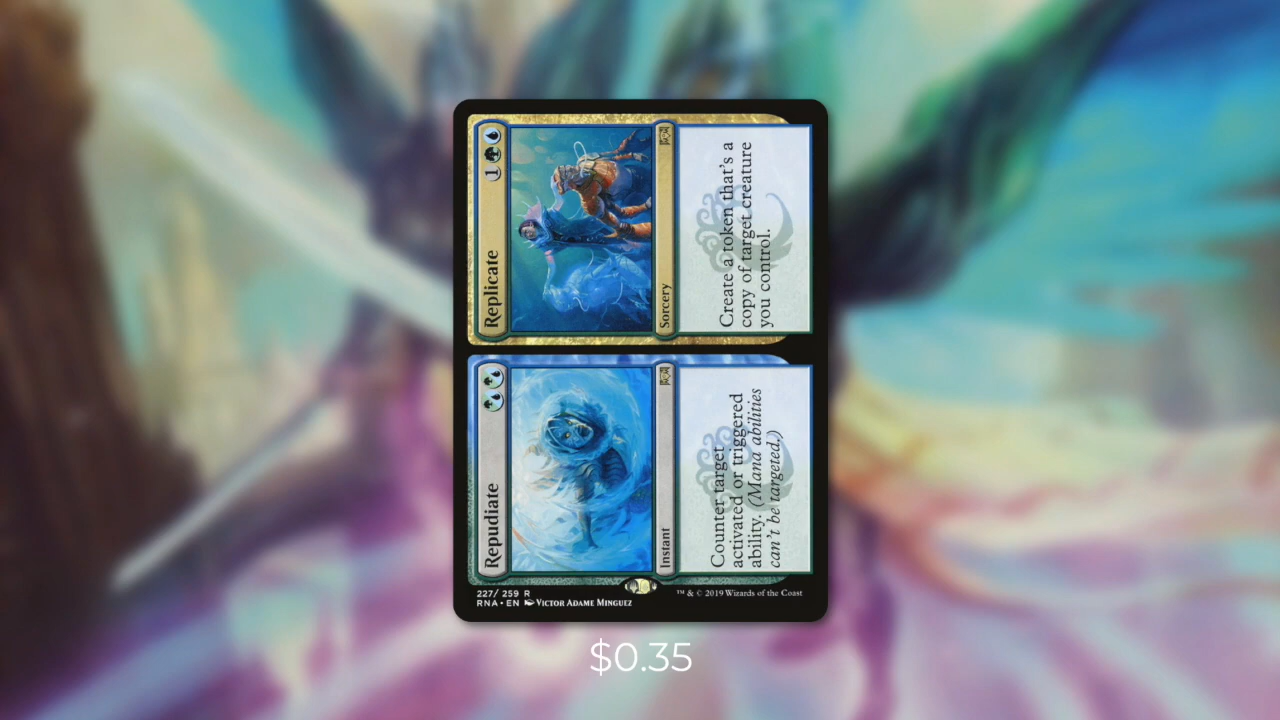 Repudiate
Instant
Counter target
activated or triggered
ability. (Mana abilities
can't be targeted.)
Replicate
1
Sorcery
Create a token that's a
copy of target creature
you control.
227/ 259 R
RNA • EN Victor Adame Minguez
™ & © 2019 Wizards of the Coast
$0.35